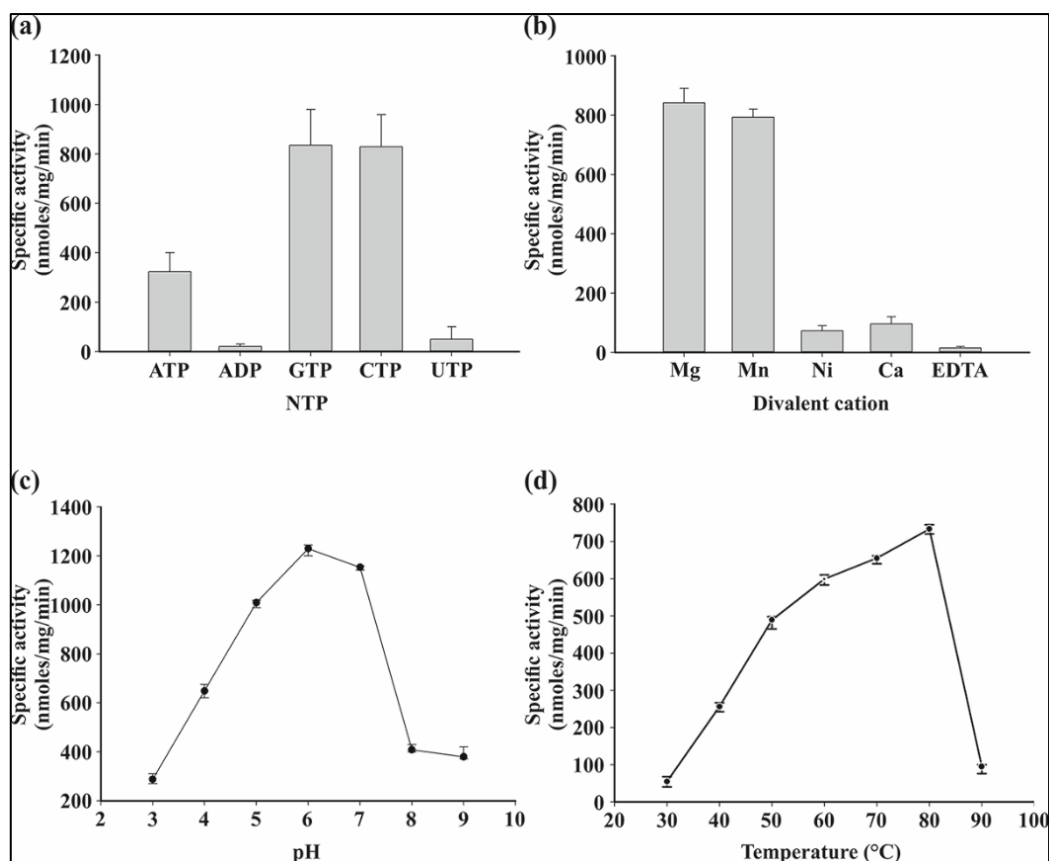 (a)
1200
1000
800
600
400
200
0
Specific activity
(nmoles/mg/min)
ATP ADP GTP CTP UTP
NTP
(b)
1000
800
600
400
200
0
Specific activity
(nmoles/mg/min)
Mg Mn Ni Ca EDTA
Divalent cation
(c)
1400
1200
1000
800
600
400
200
Specific activity
(nmoles/mg/min)
2 3 4 5 6 7 8 9 10
pH
(d)
800
700
600
500
400
300
200
100
0
Specific activity
(nmoles/mg/min)
20 30 40 50 60 70 80 90 100
Temperature (°C)